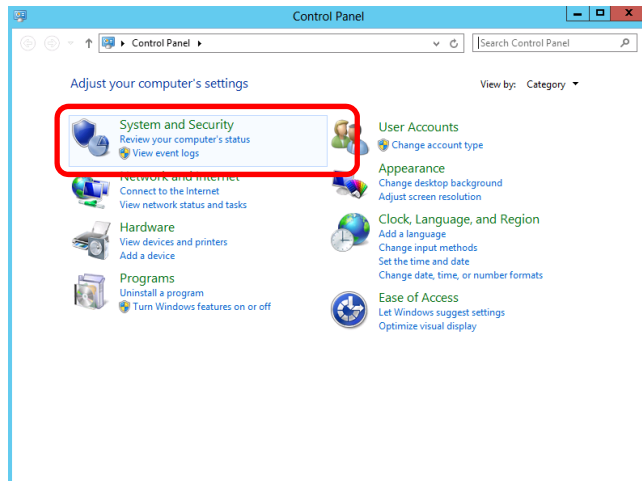 Control Panel
Control Panel
Search Control Panel
Adjust your computer's settings
View by: Category
System and Security
Review your computer's status
View event logs
Network and Internet
Connect to the Internet
View network status and tasks
Hardware
View devices and printers
Add a device
Programs
Uninstall a program
Turn Windows features on or off
User Accounts
Change account type
Appearance
Change desktop background
Adjust screen resolution
Clock, Language, and Region
Add a language
Change input methods
Set the time and date
Change date, time, or number formats
Ease of Access
Let Windows suggest settings
Optimize visual display